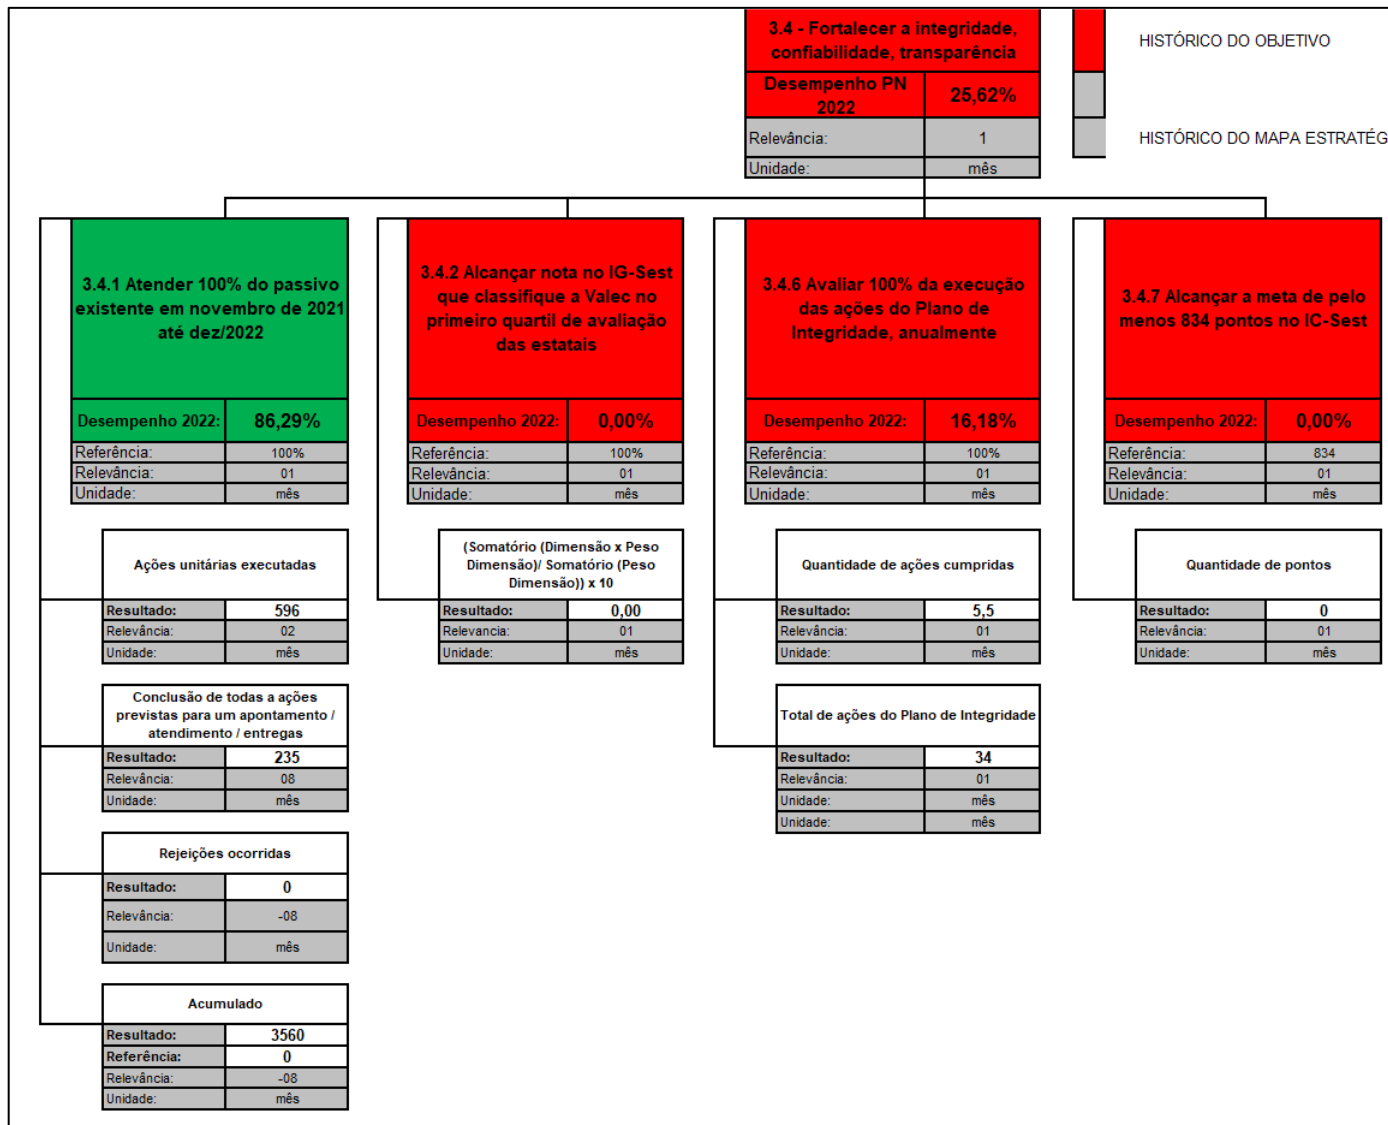 3.4 - Fortalecer a integridade,
confiabilidade, transparência
Desempenho PN
2022
25,62%
Relevância:
1
Unidade:
mês
HISTÓRICO DO OBJETIVO
HISTÓRICO DO MAPA ESTRATÉG
3.4.1 Atender 100% do passivo
existente em novembro de 2021
até dez/2022
Desempenho 2022:
86,29%
Referência:
100%
Relevância:
01
Unidade:
mês
Ações unitárias executadas
Resultado:
596
Relevância:
02
Unidade:
mês
Conclusão de todas a ações
previstas para um apontamento /
atendimento / entregas
Resultado:
235
Relevância:
08
Unidade:
mês
Rejeições ocorridas
Resultado:
0
Relevância:
-08
Unidade:
mês
Acumulado
Resultado:
3560
Referência:
0
Relevância:
-08
Unidade:
mês
3.4.2 Alcançar nota no IG-Sest
que classifique a Valec no
primeiro quartil de avaliação
das estatais
Desempenho 2022:
0,00%
Referência:
100%
Relevância:
01
Unidade:
mês
(Somatório (Dimensão x Peso
Dimensão)/ Somatório (Peso
Dimensão)) x 10
Resultado:
0,00
Relevancia:
01
Unidade:
mês
3.4.6 Avaliar 100% da execução
das ações do Plano de
Integridade, anualmente
Desempenho 2022:
16,18%
Referência:
100%
Relevância:
01
Unidade:
mês
Quantidade de ações cumpridas
Resultado:
5,5
Relevância:
01
Unidade:
mês
Total de ações do Plano de Integridade
Resultado:
34
Relevância:
01
Unidade:
mês
Unidade:
mês
3.4.7 Alcançar a meta de pelo
menos 834 pontos no IC-Sest
Desempenho 2022:
0,00%
Referência:
834
Relevância:
01
Unidade:
mês
Quantidade de pontos
Resultado:
0
Relevância:
01
Unidade:
mês